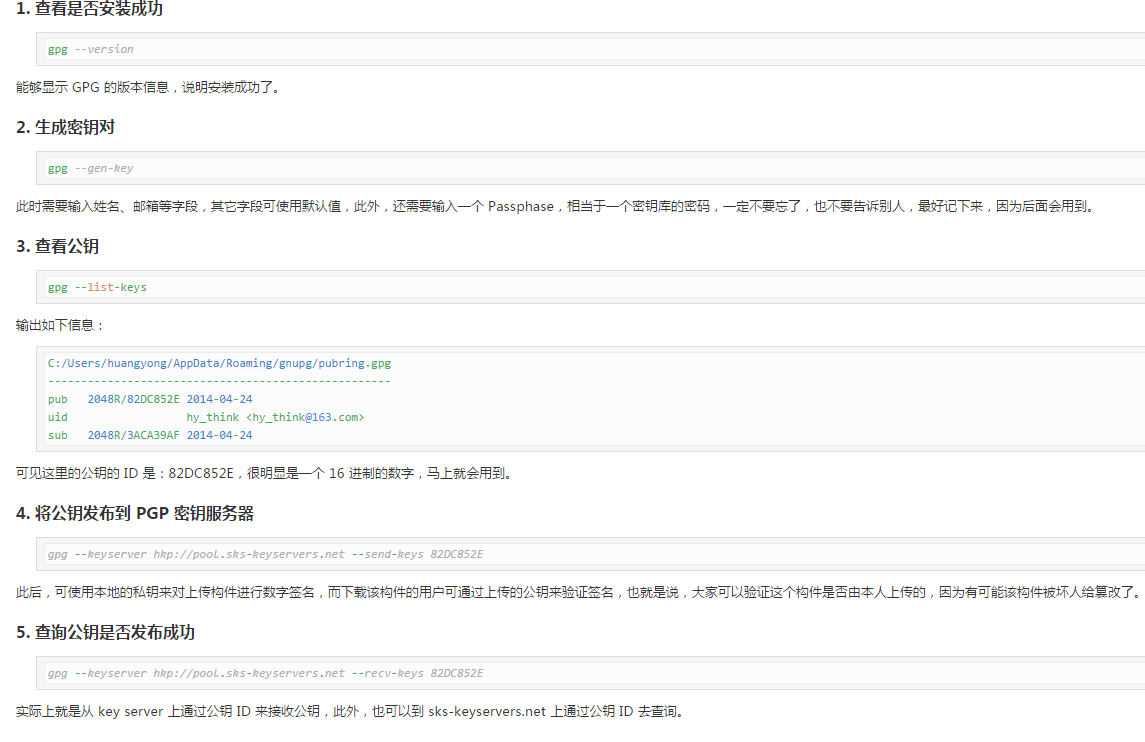 1. 查看是否安装成功
gpg --version
能够显示 GPG 的版本信息，说明安装成功了。
2. 生成密钥对
gpg --gen-key
此时需要输入姓名、邮箱等字段，其它字段可使用默认值，此外，还需要输入一个 Passphase，相当于一个密钥库的密码，一定不要忘了，也不要告诉别人，最好记下来，因为后面会用到。
3. 查看公钥
gpg --list-keys
输出如下信息：
C:/Users/huangyong/AppData/Roaming/gnupg/pubring.gpg
----------------------------------------------------
pub   2048R/82DC852E 2014-04-24
uid                  hy_think <hy_think@163.com>
sub   2048R/3ACA39AF 2014-04-24
可见这里的公钥的 ID 是：82DC852E，很明显是一个 16 进制的数字，马上就会用到。
4. 将公钥发布到 PGP 密钥服务器
gpg --keyserver hkp://pool.sks-keyservers.net --send-keys 82DC852E
此后，可使用本地的私钥来对上传构件进行数字签名，而下载该构件的用户可通过上传的公钥来验证签名，也就是说，大家可以验证这个构件是否由本人上传的，因为有可能该构件被坏人给篡改了。
5. 查询公钥是否发布成功
gpg --keyserver hkp://pool.sks-keyservers.net --recv-keys 82DC852E
实际上就是从 key server 上通过公钥 ID 来接收公钥，此外，也可以到 sks-keyservers.net 上通过公钥 ID 去查询。